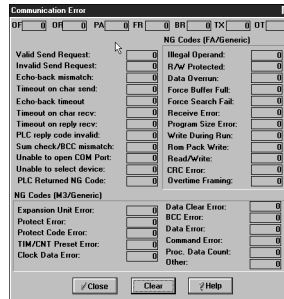 Communication Error
OF 0 OR 0 PA 0 FR 0 BR 0 TX 0 OT
NG Codes (FA/Generic)
Valid Send Request: 0
Invalid Send Request: 0
Echo-back mismatch: 0
Timeout on char send: 0
Echo-back timeout 0
Timeout on char recv: 0
Timeout on reply recv: 0
PLC reply code invalid: 0
Sum check/BCC mismatch: 0
Unable to open COM Port: 0
Unable to select device: 0
PLC Returned NG Code: 0
Illegal Operand: 0
R/W Protected: 0
Data Overrun: 0
Force Buffer Full: 0
Force Search Fail: 0
Receive Error: 0
Program Size Error: 0
Write During Run: 0
Rom Pack Write: 0
Read/Write: 0
CRC Error: 0
Overtime Framing: 0
NG Codes (M3/Generic)
Expansion Unit Error: 0
Protect Error: 0
Protect Code Error: 0
TIM/CNT Preset Error: 0
Clock Data Error: 0
Data Clear Error: 0
BCC Error: 0
Data Error: 0
Command Error: 0
Proc. Data Count: 0
Other: 0
Close Clear ? Help